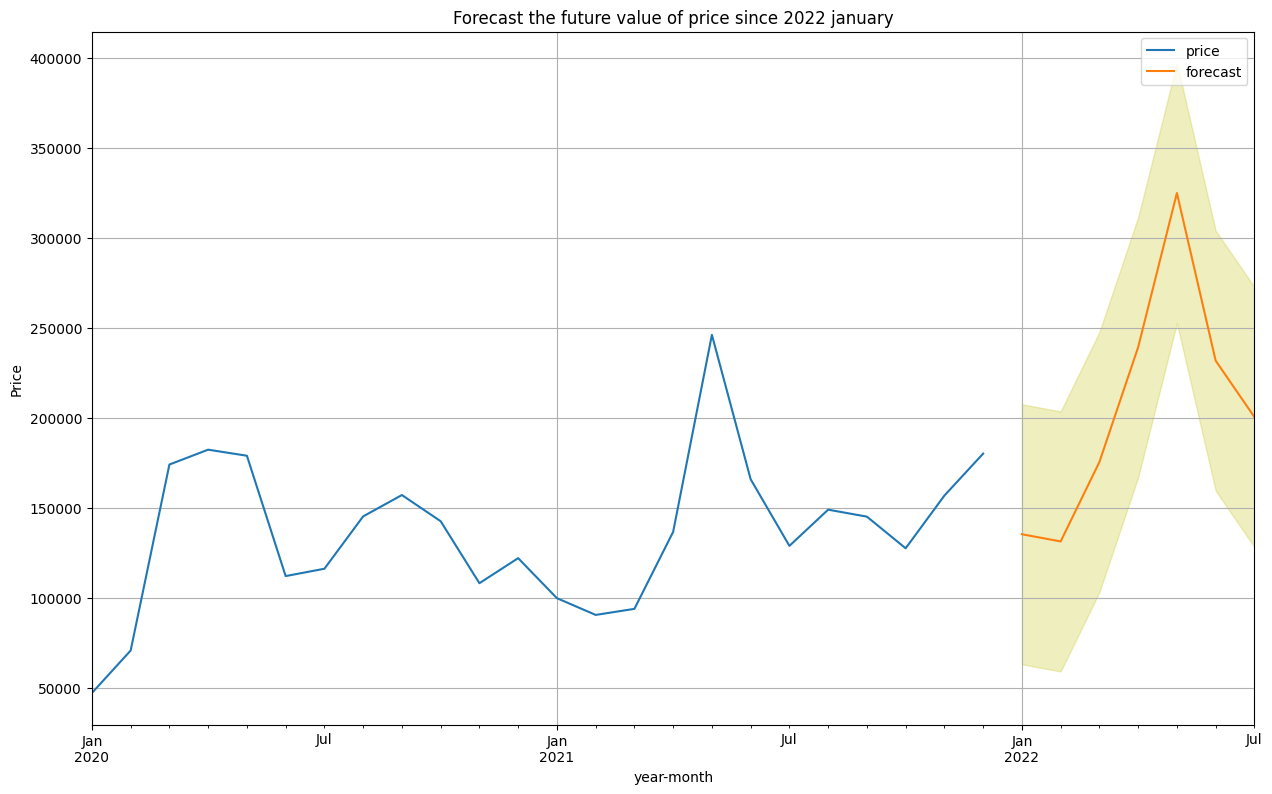 Forecast the future value of price since 2022 january
price
forecast
400000
350000
300000
250000
200000
150000
100000
50000
Price
Jan
2020
Jul
Jan
2021
Jul
Jan
2022
Jul
year-month